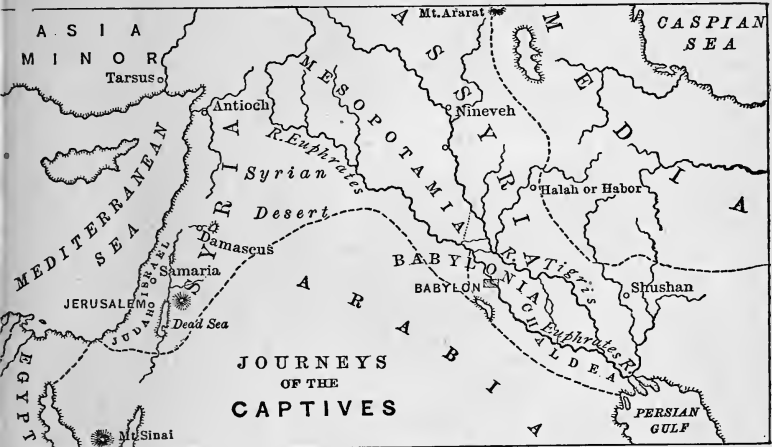 ASIA
MINOR
Tarsus
Antioch
MEDITERRANEAN
SEA
SYRIA
MESOPOTAMIA
R. Euphrates
Syrian
Desert
ASSYRIA
Mt. Ararat
Nineveh
MEDIA
CASPIAN
SEA
Halah or Habor
Damascus
ISRAEL
Samaria
JERUSALEM
JUDAH
Dead Sea
ARABIA
BABYLONIA
BABYLON
R. Tigris
CHALDEA
Euphrates R.
Shushan
PERSIAN
GULF
EGYPT
Mt. Sinai
JOURNEYS
OF THE
CAPTIVES